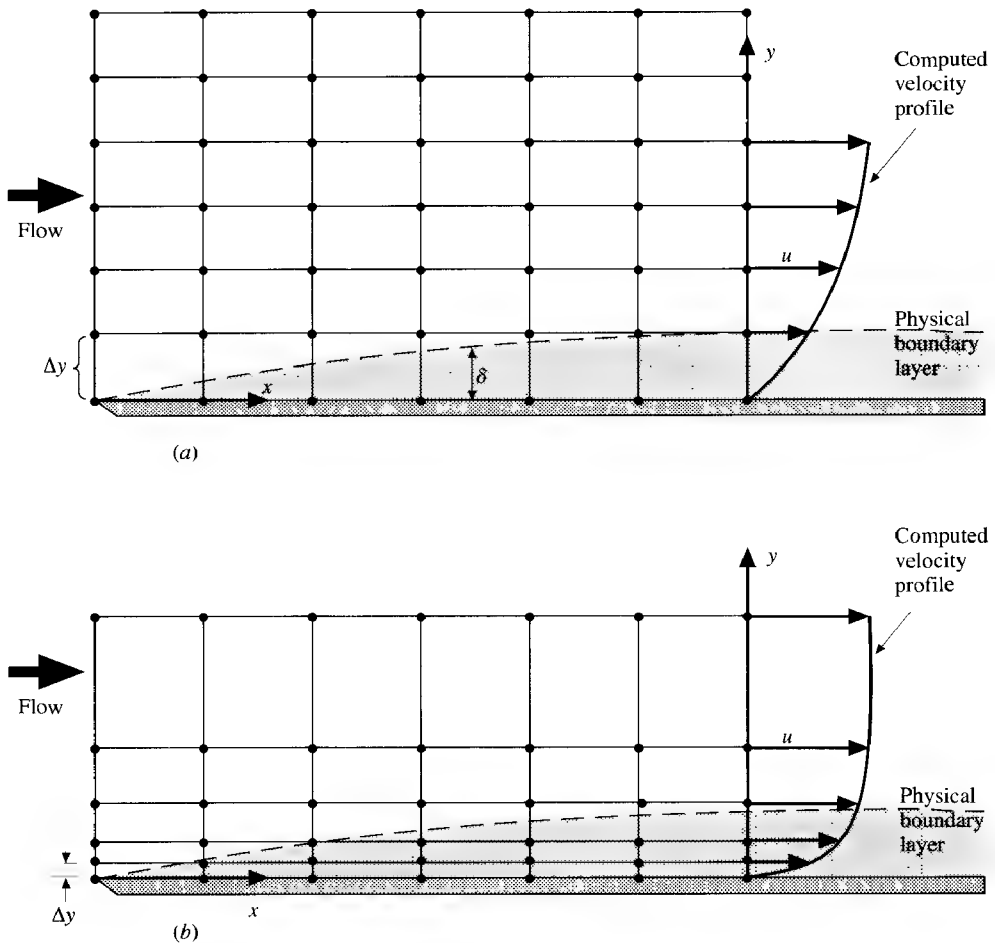 y
Computed
velocity
profile
Flow
u
Physical
boundary
layer
Δy
δ
x
(a)
Computed
velocity
profile
y
Flow
u
Physical
boundary
layer
Δy
x
(b)